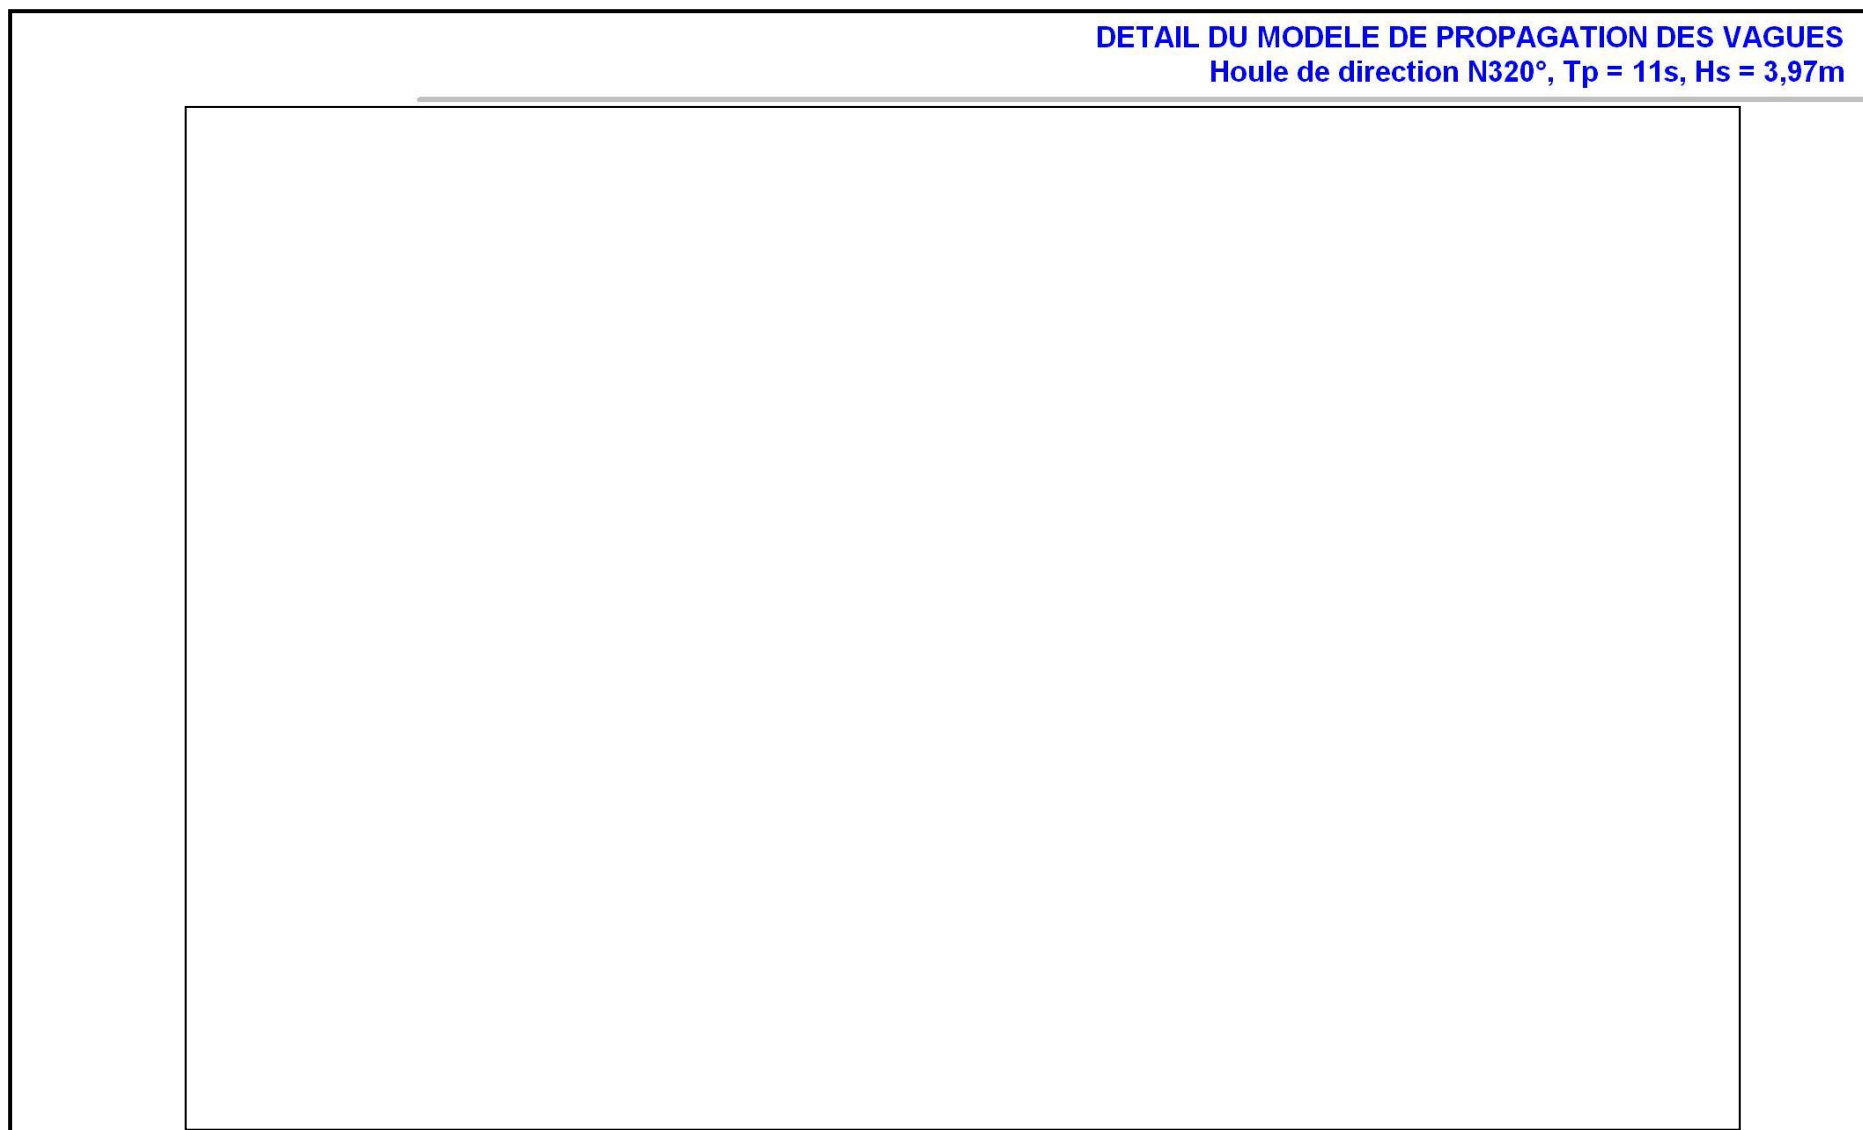 DETAIL DU MODELE DE PROPAGATION DES VAGUES
Houle de direction N320°, Tp = 11s, Hs = 3,97m